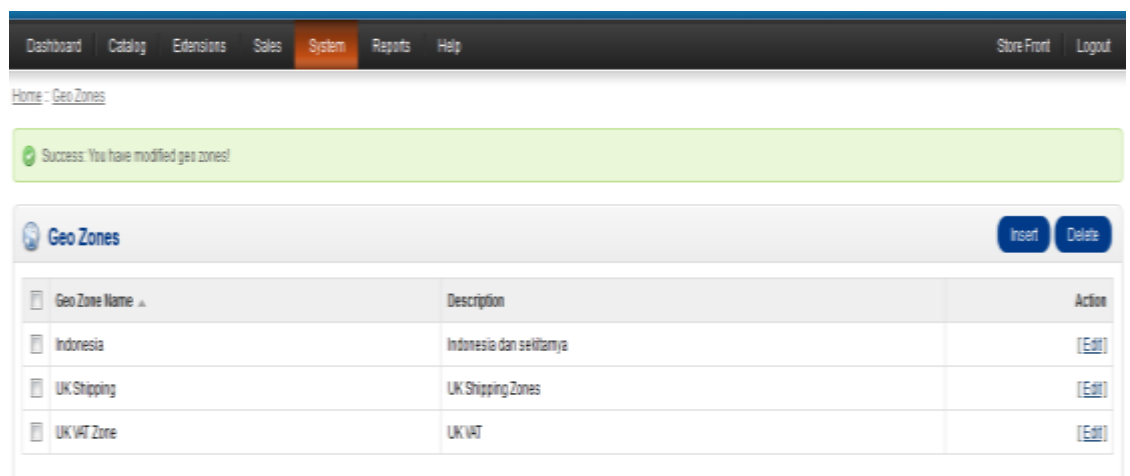 Dashboard Catalog Extensions Sales System Reports Help Store Front Logout
Home :: Geo Zones
Success: You have modified geo zones!
Geo Zones Insert Delete
Geo Zone Name Description Action
Indonesia Indonesia dan sekitarnya [Edit]
UK Shipping UK Shipping Zones [Edit]
UK VAT Zone UK VAT [Edit]